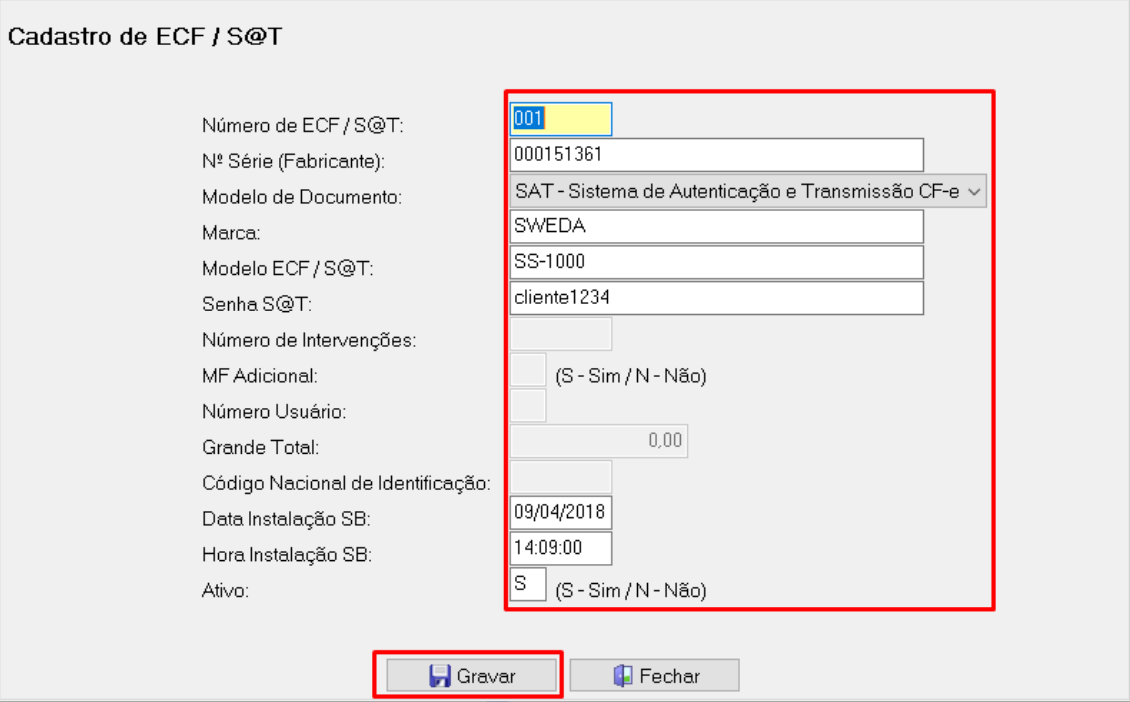 Cadastro de ECF / S@T
Número de ECF / S@T: 001
Nº Série (Fabricante): 000151361
Modelo de Documento: SAT - Sistema de Autenticação e Transmissão CF-e
Marca: SWEDA
Modelo ECF / S@T: SS-1000
Senha S@T: cliente1234
Número de Intervenções:
MF Adicional: (S - Sim / N - Não)
Número Usuário:
Grande Total: 0,00
Código Nacional de Identificação:
Data Instalação SB: 09/04/2018
Hora Instalação SB: 14:09:00
Ativo: S (S - Sim / N - Não)
Gravar Fechar